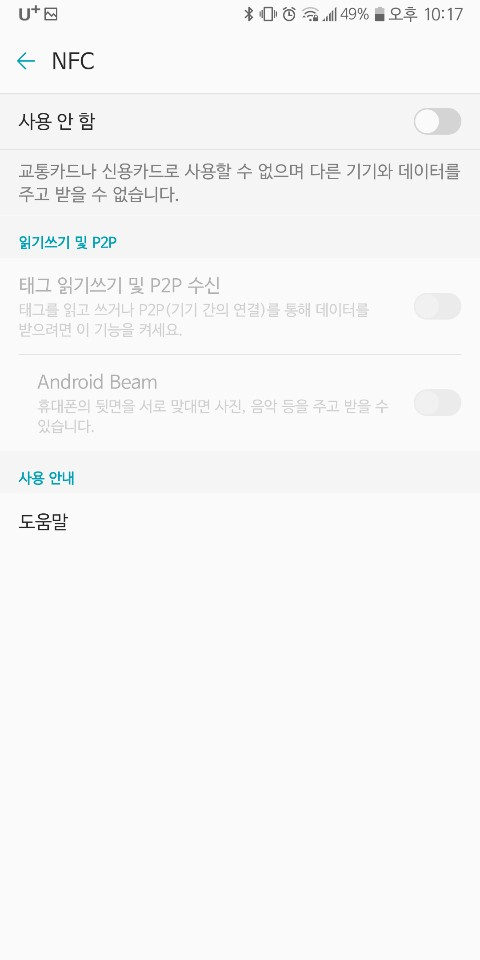 U+ 49% 오후 10:17
NFC
사용 안 함
교통카드나 신용카드로 사용할 수 없으며 다른 기기와 데이터를
주고 받을 수 없습니다.
읽기쓰기 및 P2P
태그 읽기쓰기 및 P2P 수신
태그를 읽고 쓰거나 P2P(기기 간의 연결)를 통해 데이터를
받으려면 이 기능을 켜세요.
Android Beam
휴대폰의 뒷면을 서로 맞대면 사진, 음악 등을 주고 받을 수
있습니다.
사용 안내
도움말